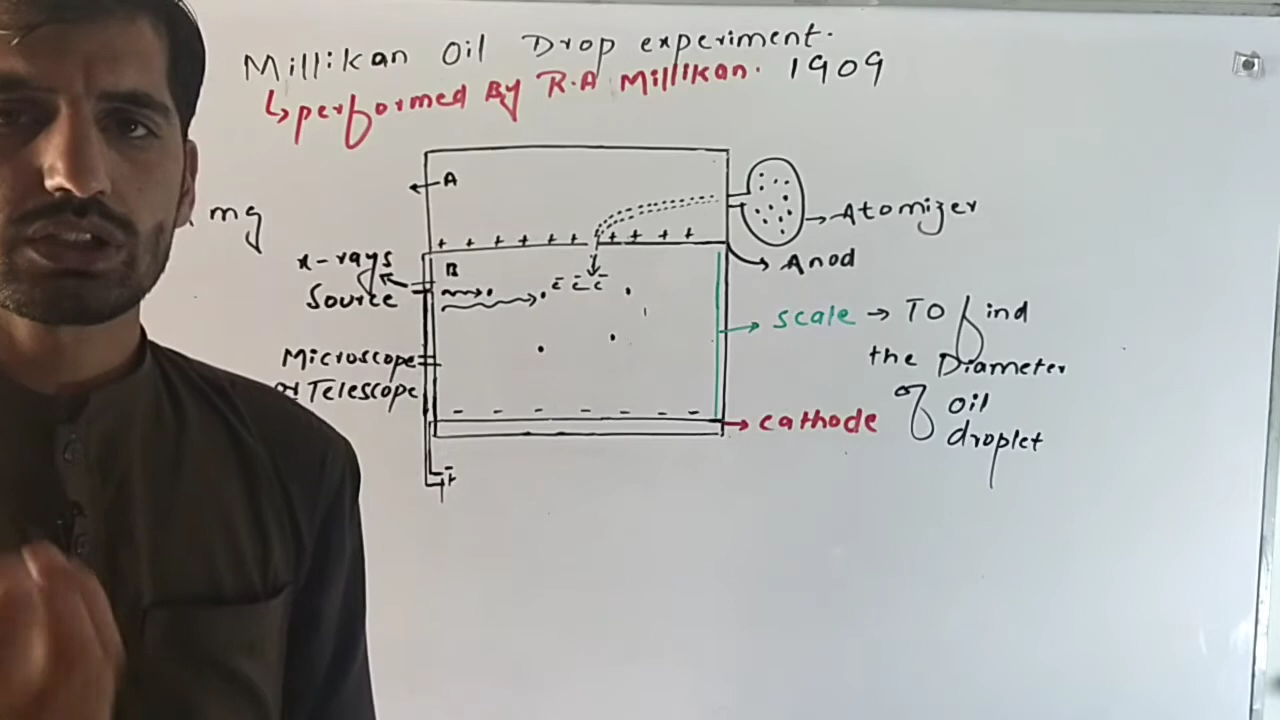 Millikan Oil Drop experiment.
↳performed By R.A Millikan. 1909
A
mg
+ + + + + + + + + +
→Atomizer
→ Anod
x-rays
Source
B
ē ē ē
scale → To find
the Diameter
of oil
droplet
Microscope
or Telescope
- - - - - - -
→ cathode
- +